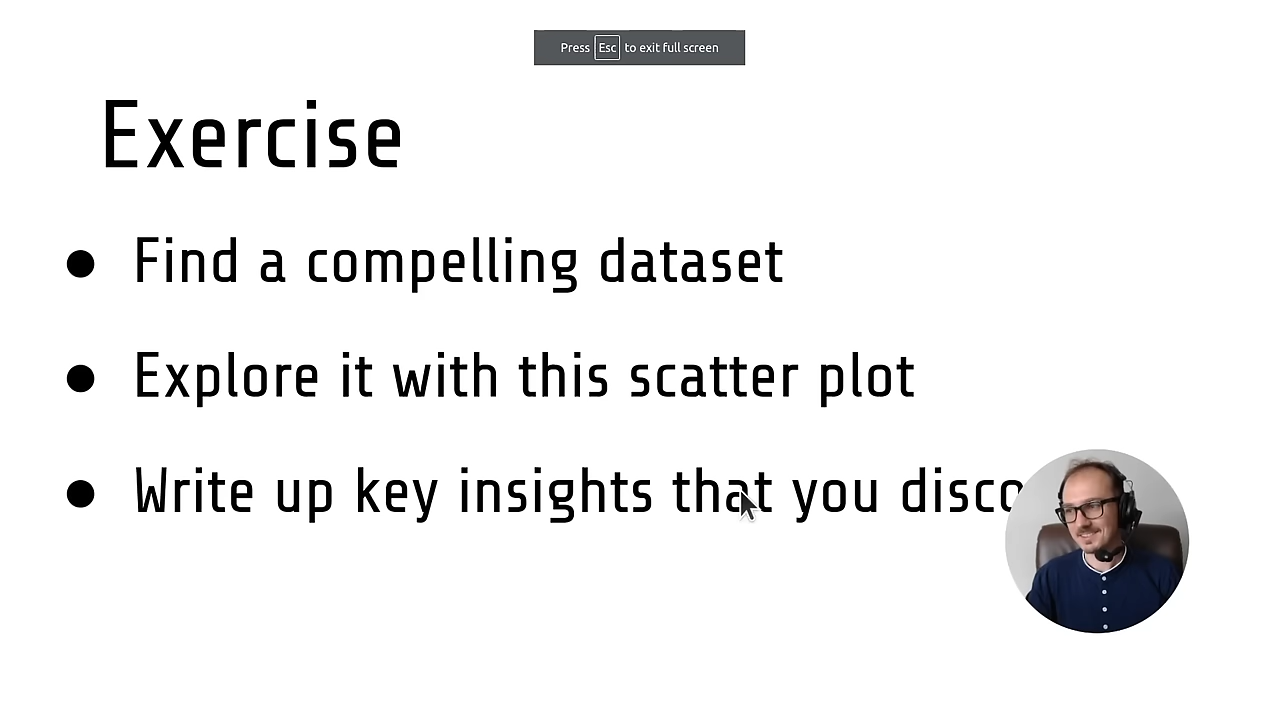 Press Esc to exit full screen
Exercise
● Find a compelling dataset
● Explore it with this scatter plot
● Write up key insights that you